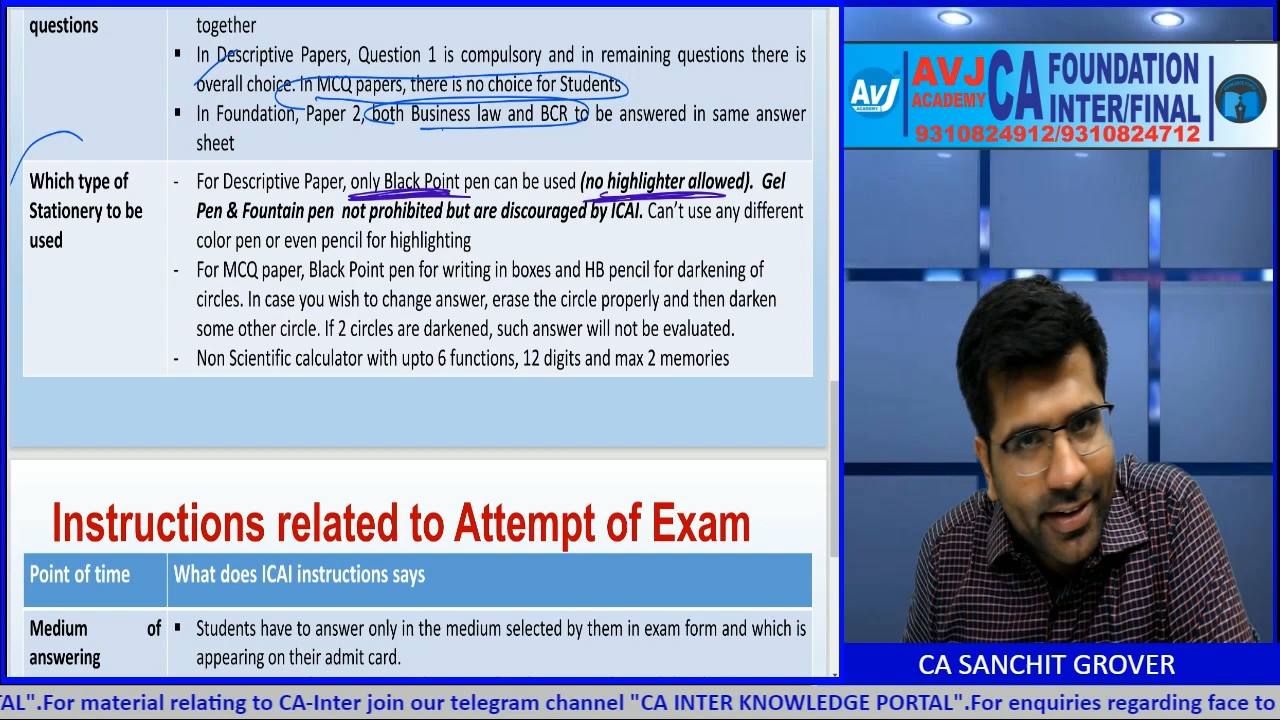 questions
together
▪ In Descriptive Papers, Question 1 is compulsory and in remaining questions there is
overall choice. In MCQ papers, there is no choice for Students
▪ In Foundation, Paper 2, both Business law and BCR to be answered in same answer
sheet
Which type of
Stationery to be
used
- For Descriptive Paper, only Black Point pen can be used (no highlighter allowed). Gel
Pen & Fountain pen not prohibited but are discouraged by ICAI. Can't use any different
color pen or even pencil for highlighting
- For MCQ paper, Black Point pen for writing in boxes and HB pencil for darkening of
circles. In case you wish to change answer, erase the circle properly and then darken
some other circle. If 2 circles are darkened, such answer will not be evaluated.
- Non Scientific calculator with upto 6 functions, 12 digits and max 2 memories
Instructions related to Attempt of Exam
Point of time
What does ICAI instructions says
Medium of
answering
▪ Students have to answer only in the medium selected by them in exam form and which is
appearing on their admit card.
AVJ
AVJ
ACADEMY
CA
FOUNDATION
INTER/FINAL
9310824912/9310824712
CA SANCHIT GROVER
TAL".For material relating to CA-Inter join our telegram channel "CA INTER KNOWLEDGE PORTAL".For enquiries regarding face to